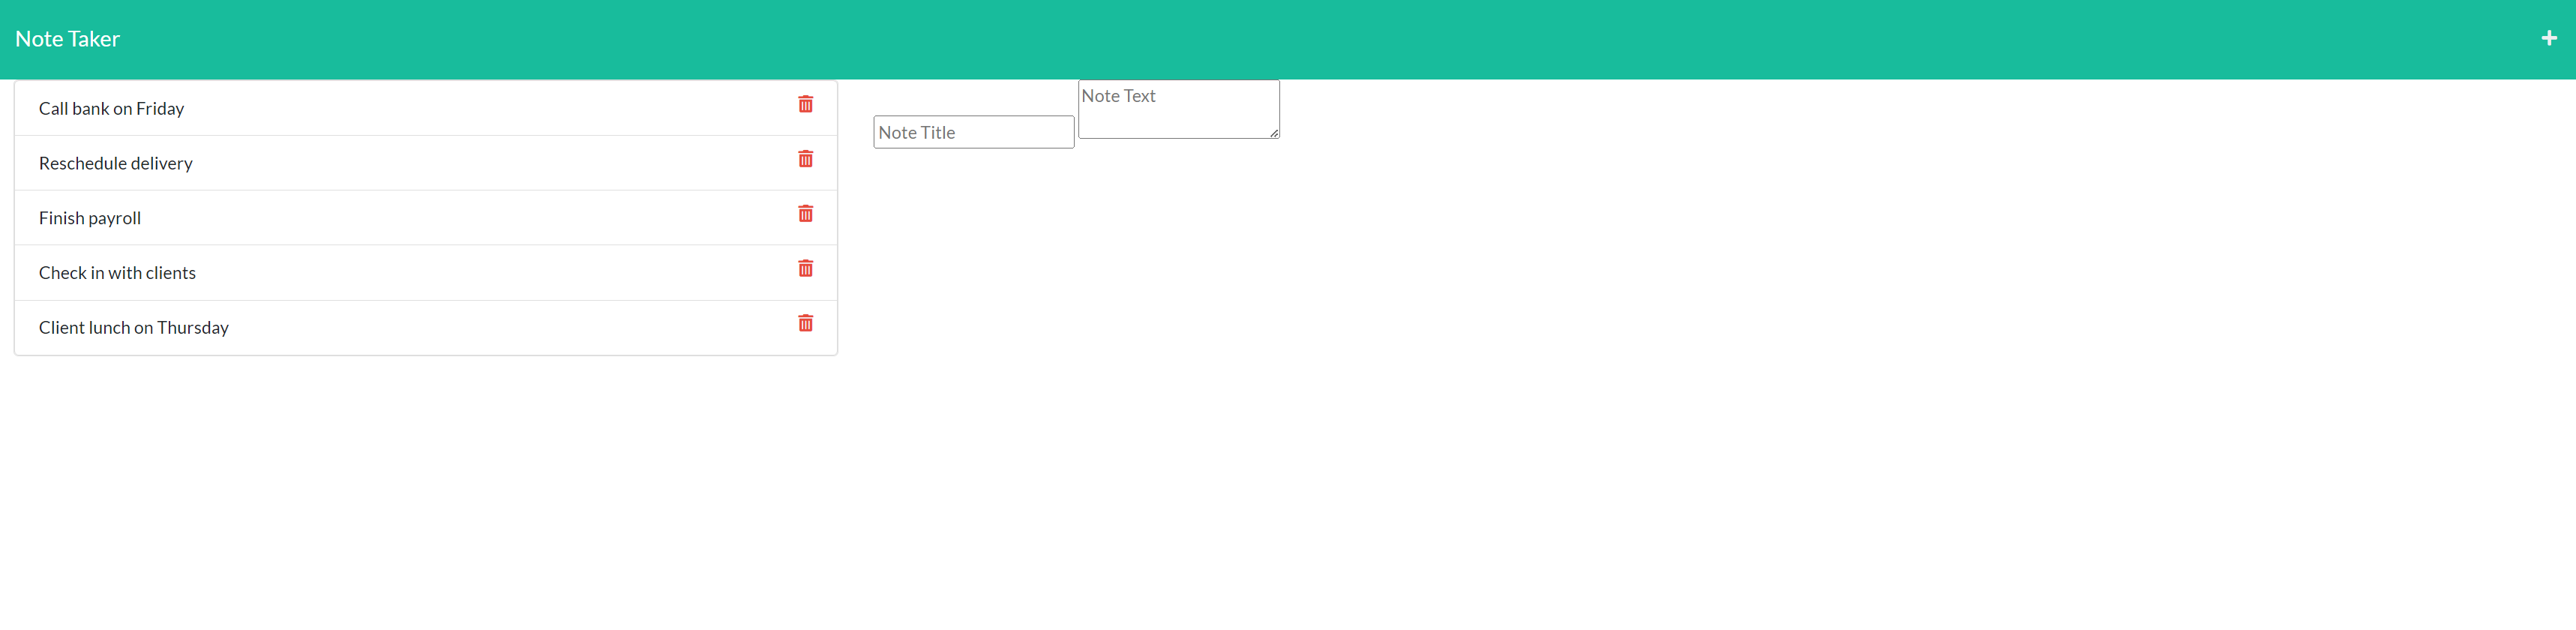 Note Taker
Call bank on Friday
Reschedule delivery
Finish payroll
Check in with clients
Client lunch on Thursday
Note Title
Note Text